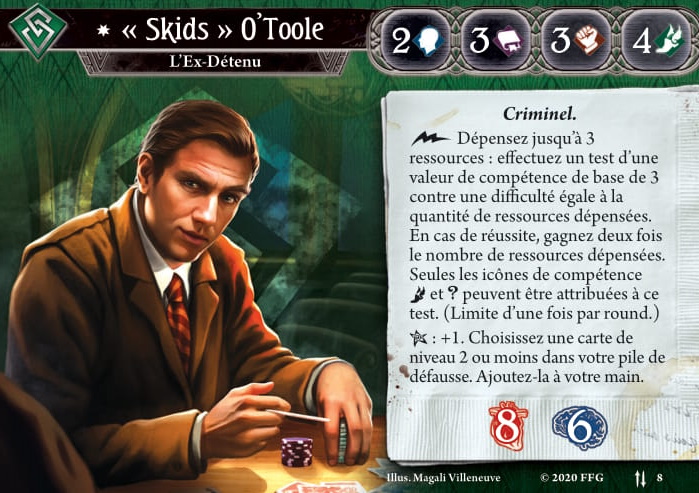 « Skids » O'Toole
L'Ex-Détenu
2 3 3 4
Criminel.
Dépensez jusqu'à 3
ressources : effectuez un test d'une
valeur de compétence de base de 3
contre une difficulté égale à la
quantité de ressources dépensées.
En cas de réussite, gagnez deux fois
le nombre de ressources dépensées.
Seules les icônes de compétence
et ? peuvent être attribuées à ce
test. (Limite d'une fois par round.)
: +1. Choisissez une carte de
niveau 2 ou moins dans votre pile de
défausse. Ajoutez-la à votre main.
8 6
Illus. Magali Villeneuve © 2020 FFG 8